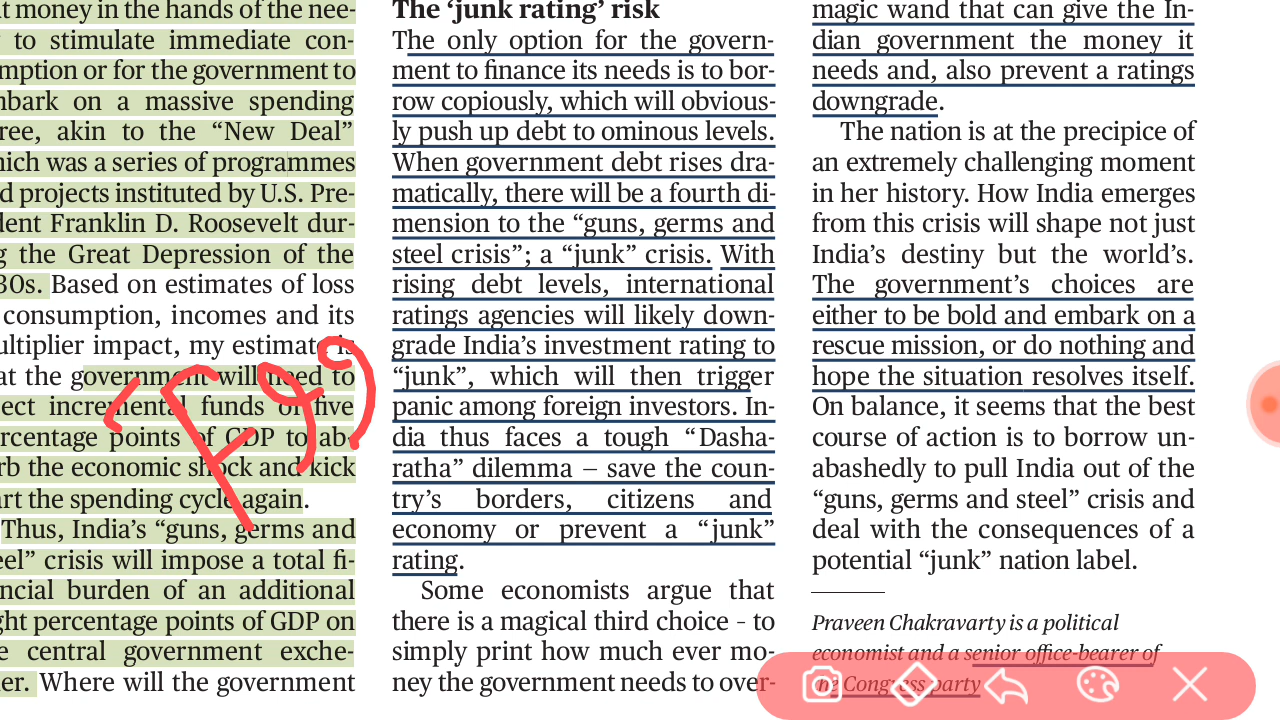 t money in the hands of the nee-
to stimulate immediate con-
mption or for the government to
bark on a massive spending
ree, akin to the “New Deal”
hich was a series of programmes
d projects instituted by U.S. Pre-
dent Franklin D. Roosevelt dur-
g the Great Depression of the
30s. Based on estimates of loss
consumption, incomes and its
ultiplier impact, my estimate is
at the government will need to
ect incremental funds of five
rcentage points of GDP to ab-
rb the economic shock and kick
art the spending cycle again.
Thus, India’s “guns, germs and
eel” crisis will impose a total fi-
ncial burden of an additional
ght percentage points of GDP on
e central government exche-
er. Where will the government
The ‘junk rating’ risk
The only option for the govern-
ment to finance its needs is to bor-
row copiously, which will obvious-
ly push up debt to ominous levels.
When government debt rises dra-
matically, there will be a fourth di-
mension to the “guns, germs and
steel crisis”; a “junk” crisis. With
rising debt levels, international
ratings agencies will likely down-
grade India’s investment rating to
“junk”, which will then trigger
panic among foreign investors. In-
dia thus faces a tough “Dasha-
ratha” dilemma – save the coun-
try’s borders, citizens and
economy or prevent a “junk”
rating.
Some economists argue that
there is a magical third choice - to
simply print how much ever mo-
ney the government needs to over-
magic wand that can give the In-
dian government the money it
needs and, also prevent a ratings
downgrade.
The nation is at the precipice of
an extremely challenging moment
in her history. How India emerges
from this crisis will shape not just
India’s destiny but the world’s.
The government’s choices are
either to be bold and embark on a
rescue mission, or do nothing and
hope the situation resolves itself.
On balance, it seems that the best
course of action is to borrow un-
abashedly to pull India out of the
“guns, germs and steel” crisis and
deal with the consequences of a
potential “junk” nation label.
Praveen Chakravarty is a political
economist and a senior office-bearer of
the Congress party